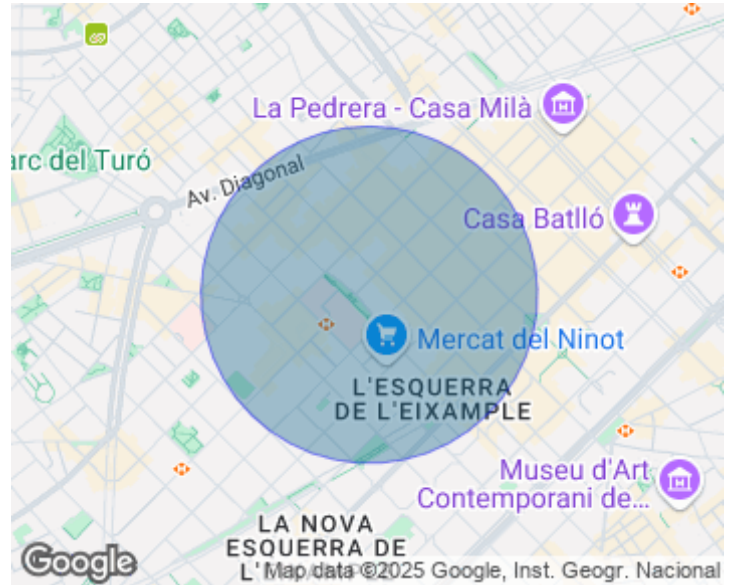 La Pedrera - Casa Milà
arc del Turó
Av. Diagonal
Casa Batlló
Mercat del Ninot
L'ESQUERRA
DE L'EIXAMPLE
Museu d'Art
Contemporani de...
LA NOVA
ESQUERRA DE
Google
Map data ©2025 Google, Inst. Geogr. Nacional